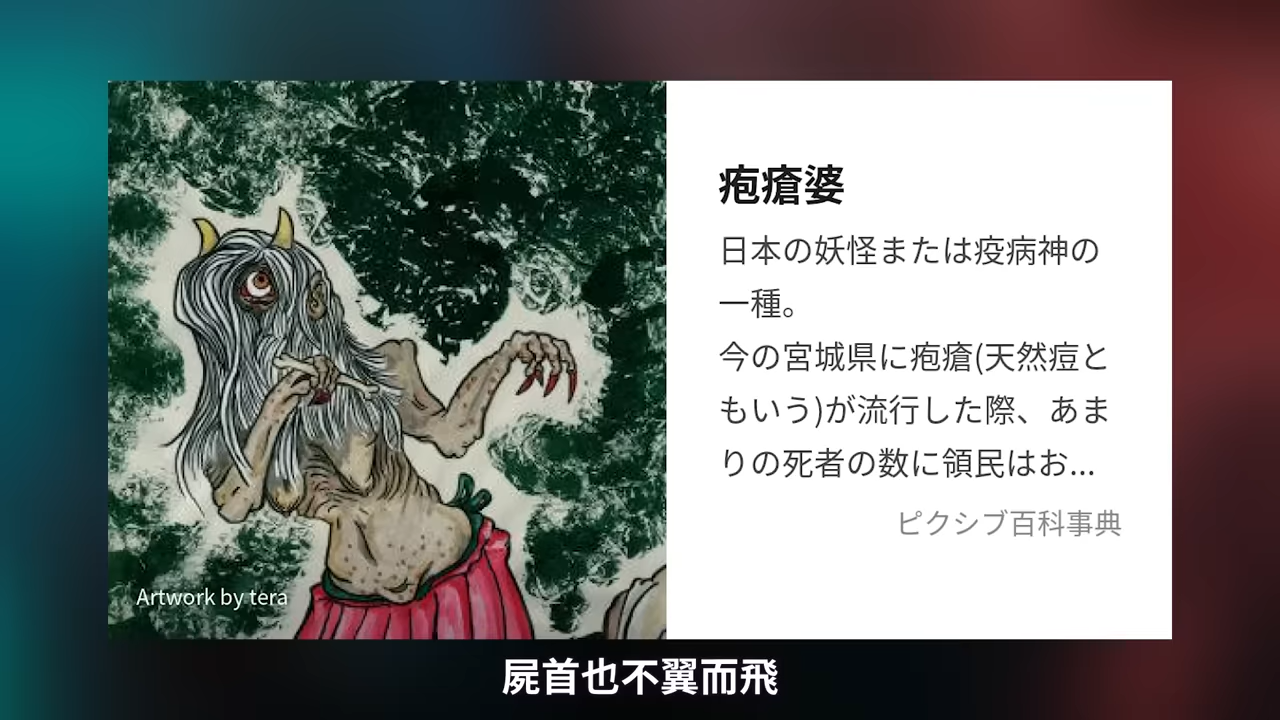 疱瘡婆
日本の妖怪または疫病神の
一種。
今の宮城県に疱瘡(天然痘と
もいう)が流行した際、あま
りの死者の数に領民はお...
ピクシブ百科事典
Artwork by tera
屍首也不翼而飛